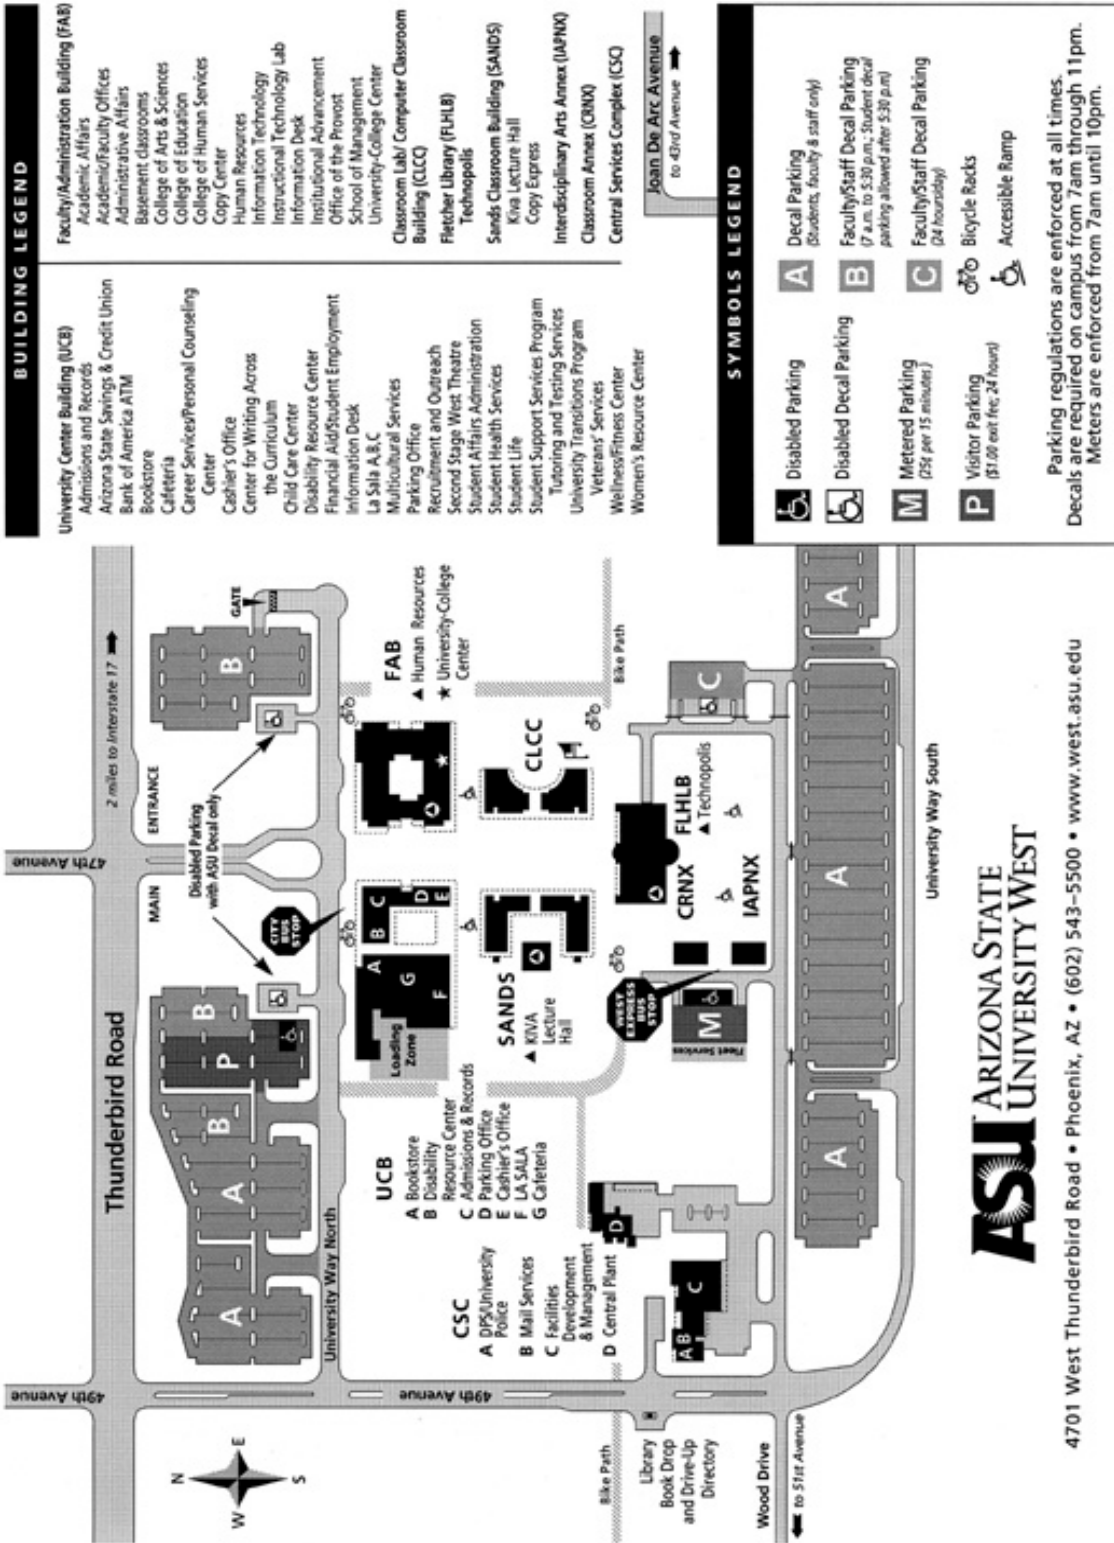 N
W
E
S
49th Avenue
Thunderbird Road
47th Avenue
2 miles to Interstate 17
MAIN
ENTRANCE
Disabled Parking
with ASU Decal only
GATE
A
A
B
P
B
B
CITY
BUS
STOP
University Way North
UCB
A Bookstore
B Disability
Resource Center
C Admissions & Records
D Parking Office
E Cashier's Office
F LA SALA
G Cafeteria
Loading
Zone
A
B
C
D
E
F
G
FAB
▲ Human Resources
★ University-College
Center
CSC
A DPS/University
Police
B Mail Services
C Facilities
Development
& Management
D Central Plant
49th Avenue
SANDS
▲ KIVA
Lecture
Hall
CLCC
Bike Path
Bike Path
D
WEST
EXPRESS
BUS
STOP
FLHLB
▲ Technopolis
CRNX
IAPNX
C
M
Fleet Services
A B
C
Library
Book Drop
and Drive-Up
Directory
Wood Drive
to 51st Avenue
A
A
A
University Way South
ASU ARIZONA STATE
UNIVERSITY WEST
4701 West Thunderbird Road • Phoenix, AZ • (602) 543-5500 • www.west.asu.edu
BUILDING LEGEND
University Center Building (UCB)
Admissions and Records
Arizona State Savings & Credit Union
Bank of America ATM
Bookstore
Cafeteria
Career Services/Personal Counseling
Center
Cashier's Office
Center for Writing Across
the Curriculum
Child Care Center
Disability Resource Center
Financial Aid/Student Employment
Information Desk
La Sala A,B,C
Multicultural Services
Parking Office
Recruitment and Outreach
Second Stage West Theatre
Student Affairs Administration
Student Health Services
Student Life
Student Support Services Program
Tutoring and Testing Services
University Transitions Program
Veterans' Services
Wellness/Fitness Center
Women's Resource Center
Faculty/Administration Building (FAB)
Academic Affairs
Academic/Faculty Offices
Administrative Affairs
Basement classrooms
College of Arts & Sciences
College of Education
College of Human Services
Copy Center
Human Resources
Information Technology
Instructional Technology Lab
Information Desk
Institutional Advancement
Office of the Provost
School of Management
University-College Center
Classroom Lab/ Computer Classroom
Building (CLCC)
Fletcher Library (FLHLB)
Technopolis
Sands Classroom Building (SANDS)
Kiva Lecture Hall
Copy Express
Interdisciplinary Arts Annex (IAPNX)
Classroom Annex (CRNX)
Central Services Complex (CSC)
Joan De Arc Avenue
to 43rd Avenue
SYMBOLS LEGEND
Disabled Parking
Disabled Decal Parking
M Metered Parking
(25¢ per 15 minutes)
P Visitor Parking
($1.00 exit fee; 24 hours)
A Decal Parking
(Students, faculty & staff only)
B Faculty/Staff Decal Parking
(7 a.m. to 5:30 p.m.; Student decal
parking allowed after 5:30 p.m)
C Faculty/Staff Decal Parking
(24 hours/day)
Bicycle Racks
Accessible Ramp
Parking regulations are enforced at all times.
Decals are required on campus from 7am through 11pm.
Meters are enforced from 7am until 10pm.